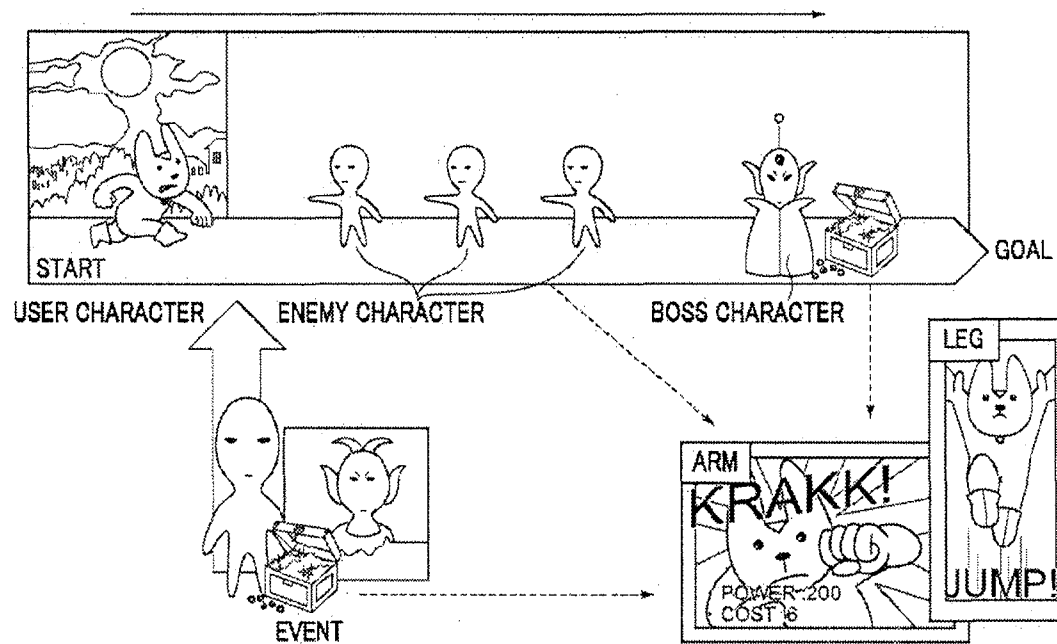 START
GOAL
USER CHARACTER
ENEMY CHARACTER
BOSS CHARACTER
LEG
JUMP!
ARM
KRAKK!
POWER :200
COST :6
EVENT